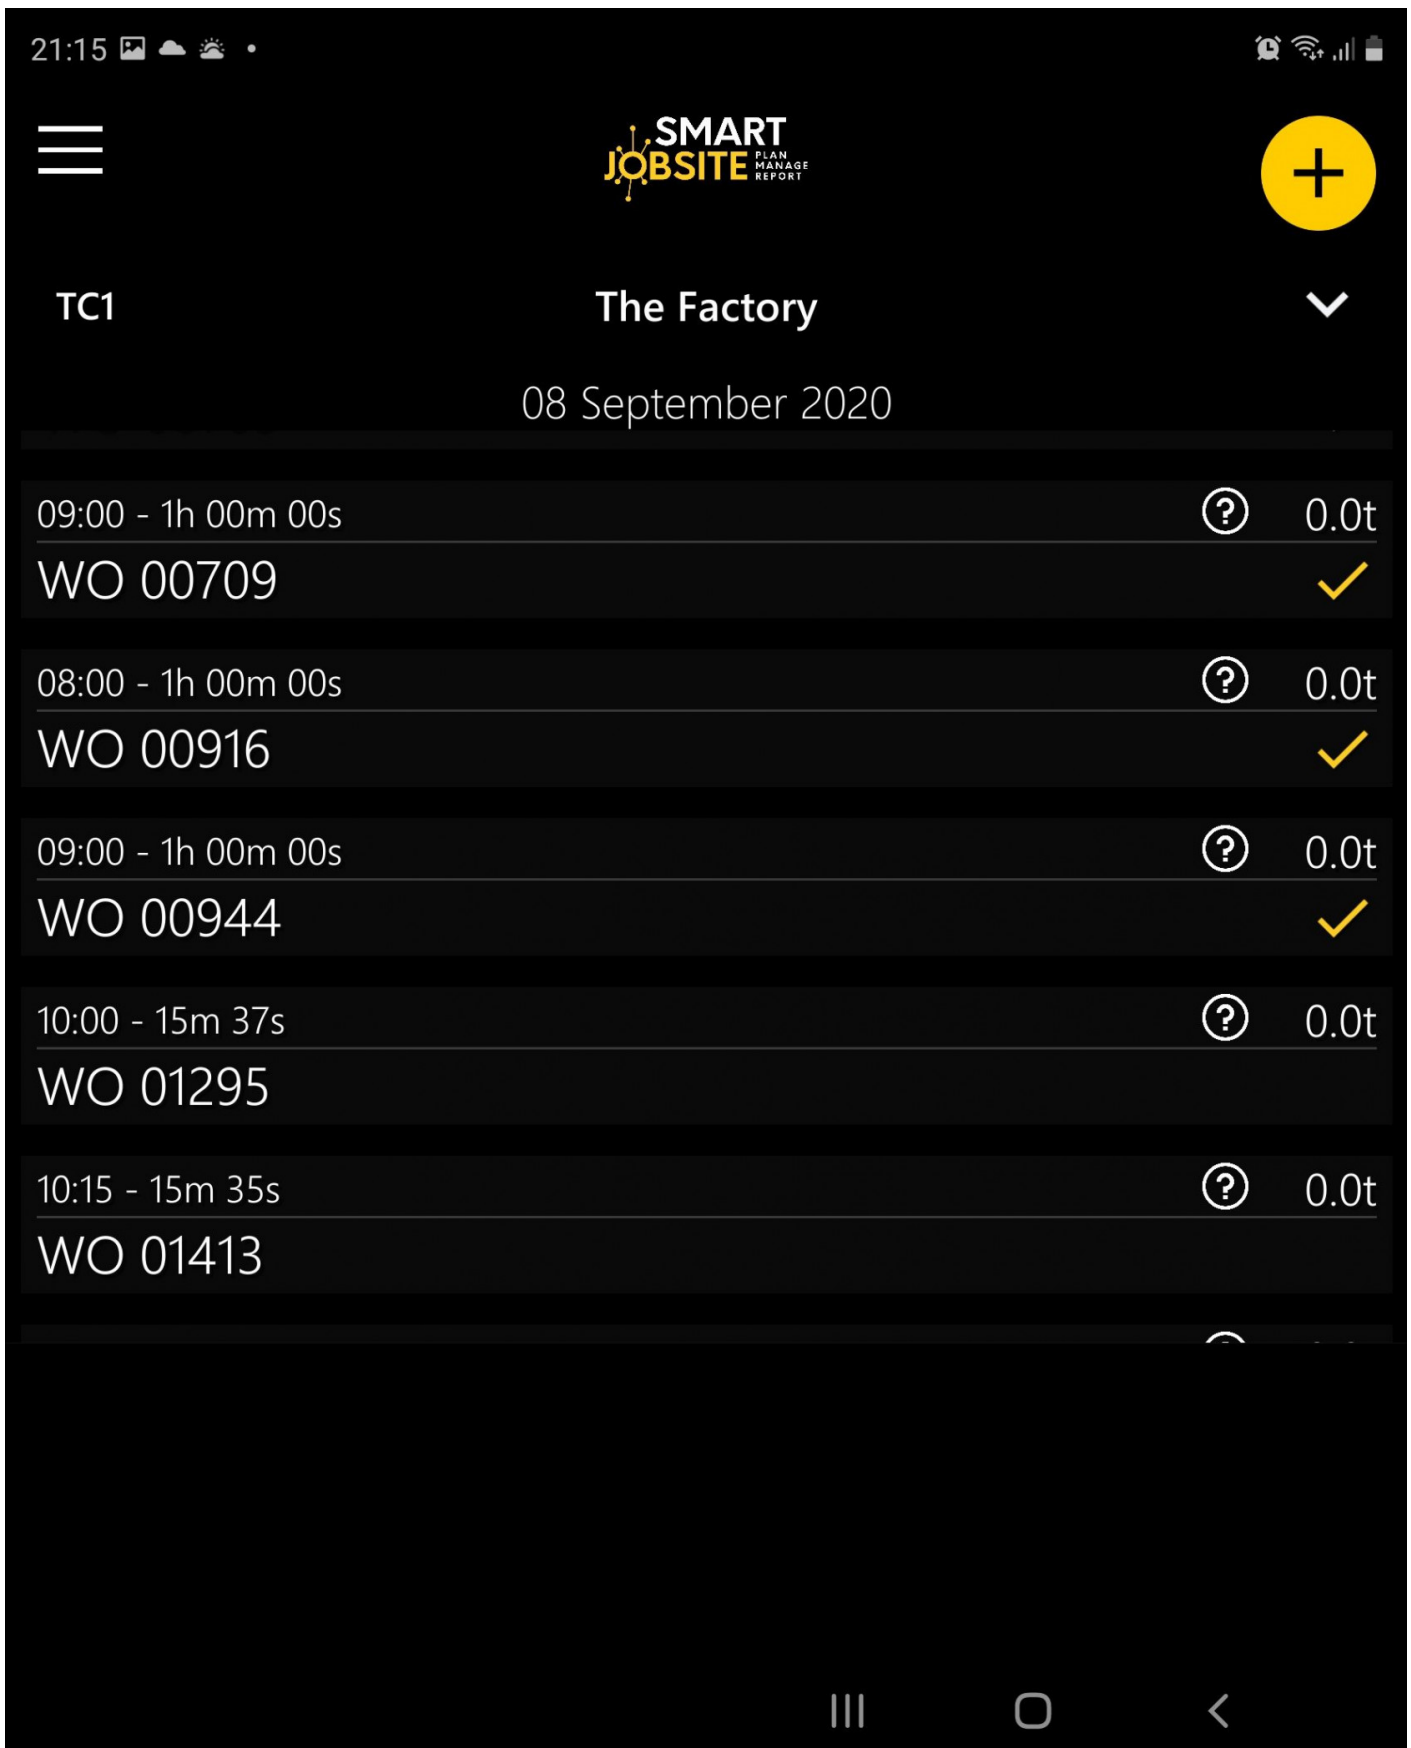 21:15
SMART
JOBSITE PLAN MANAGE REPORT
TC1 The Factory
08 September 2020
09:00 - 1h 00m 00s 0.0t
WO 00709
08:00 - 1h 00m 00s 0.0t
WO 00916
09:00 - 1h 00m 00s 0.0t
WO 00944
10:00 - 15m 37s 0.0t
WO 01295
10:15 - 15m 35s 0.0t
WO 01413